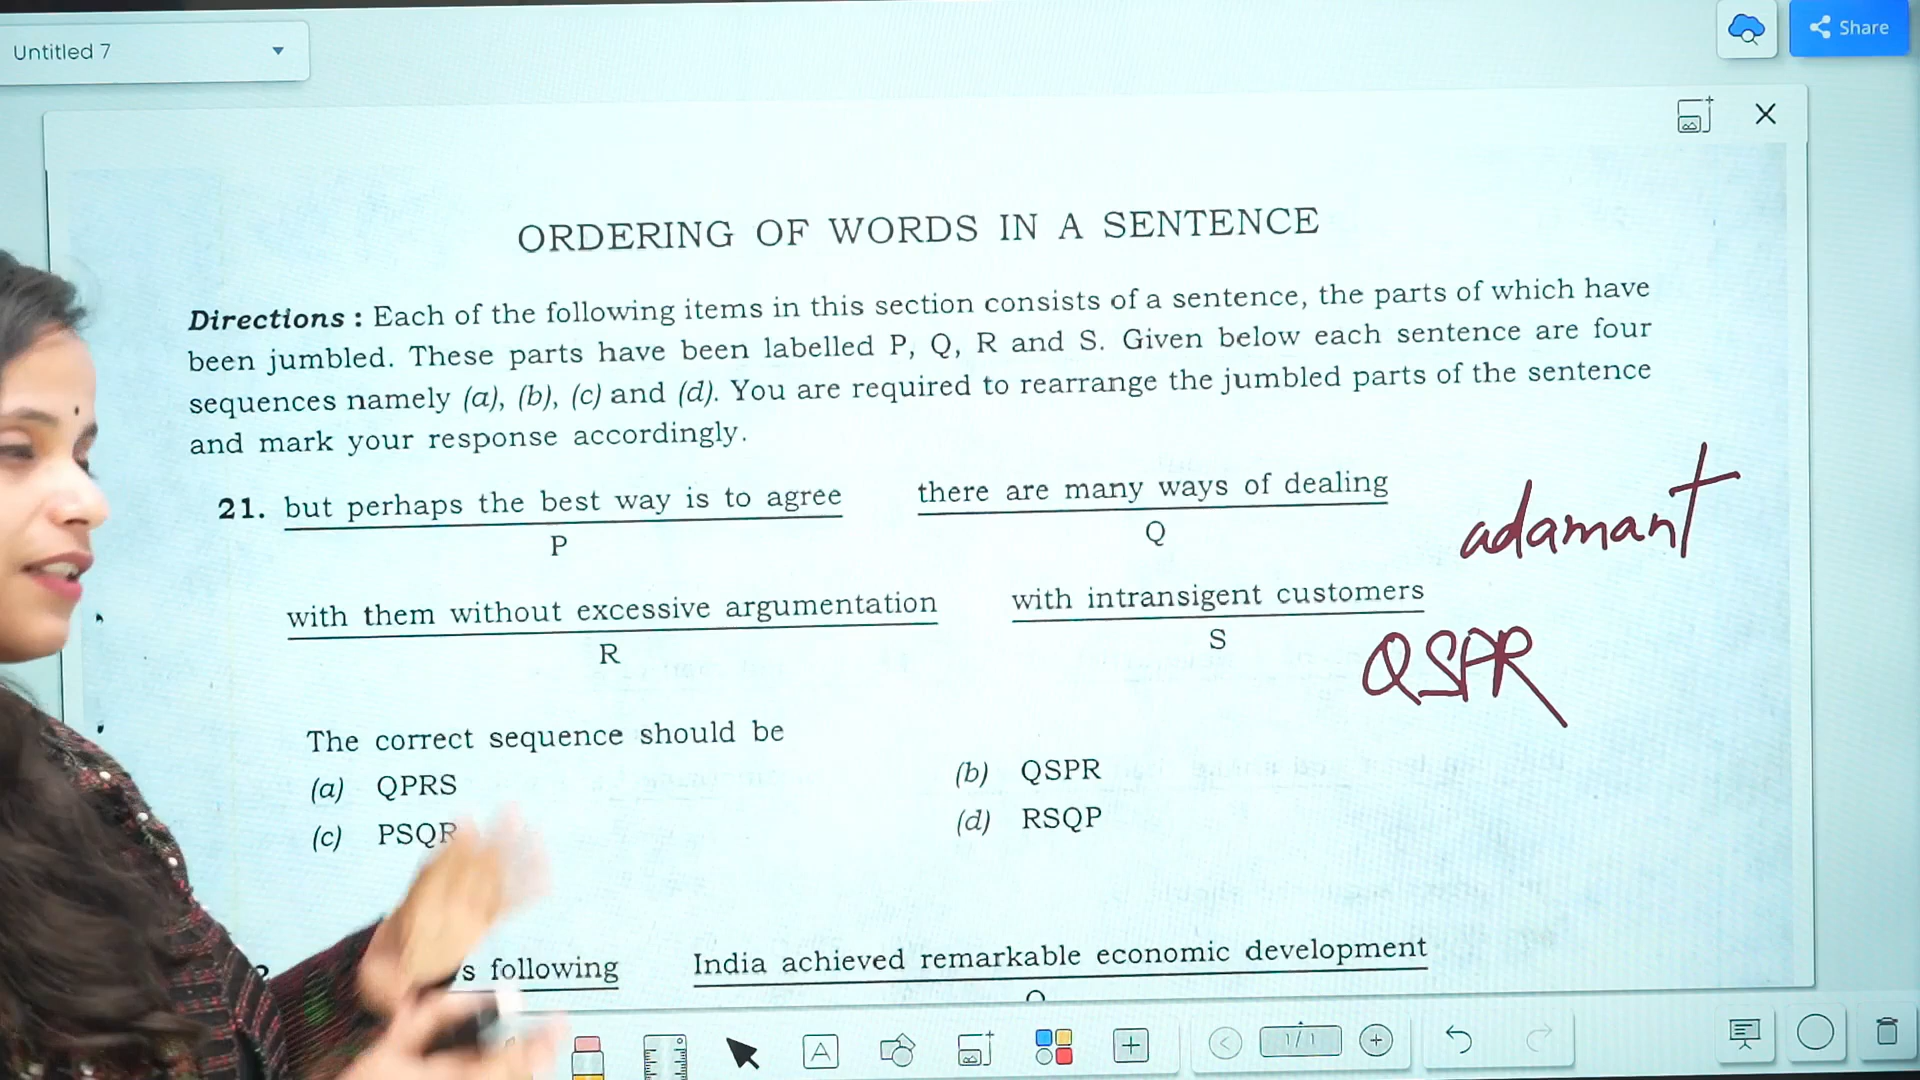 Untitled 7
Share
ORDERING OF WORDS IN A SENTENCE
Directions : Each of the following items in this section consists of a sentence, the parts of which have
been jumbled. These parts have been labelled P, Q, R and S. Given below each sentence are four
sequences namely (a), (b), (c) and (d). You are required to rearrange the jumbled parts of the sentence
and mark your response accordingly.
21. but perhaps the best way is to agree there are many ways of dealing
P Q
adamant
with them without excessive argumentation with intransigent customers
R S
QSPR
The correct sequence should be
(a) QPRS (b) QSPR
(c) PSQR (d) RSQP
s following India achieved remarkable economic development
A 1/1